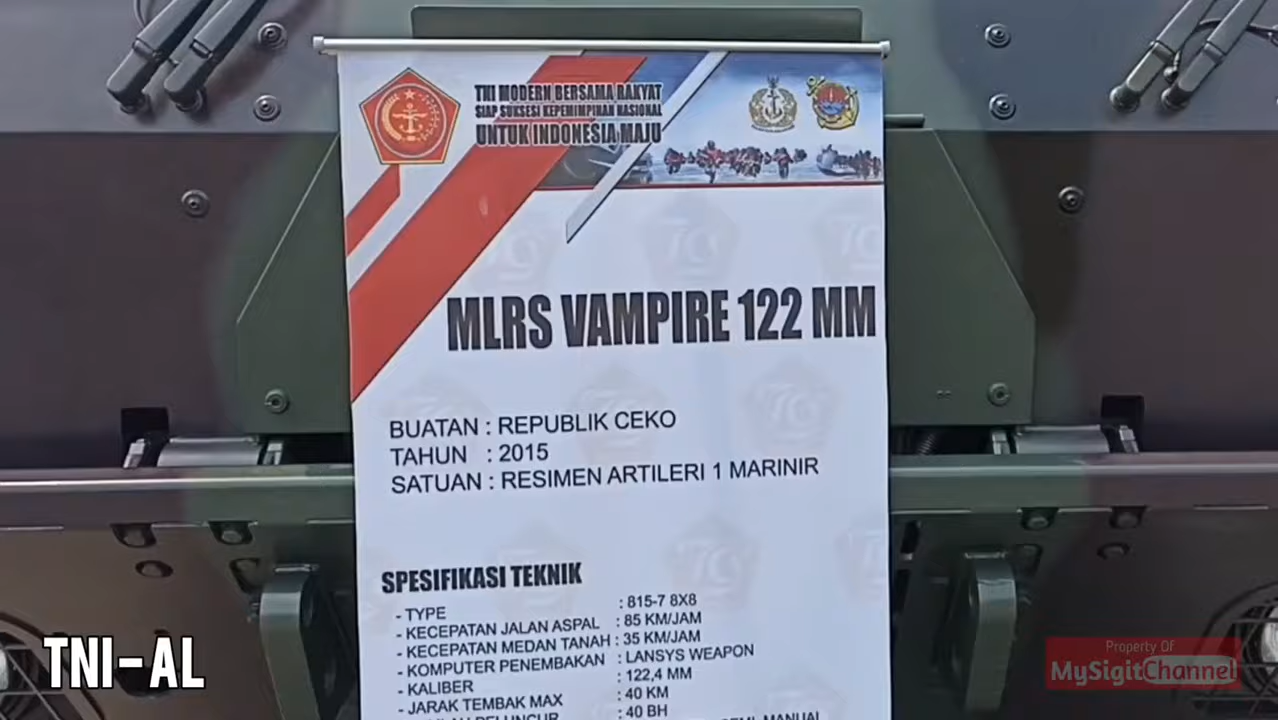 TNI MODERN BERSAMA RAKYAT
SIAP SUKSESI KEPEMIMPINAN NASIONAL
UNTUK INDONESIA MAJU
MLRS VAMPIRE 122 MM
BUATAN : REPUBLIK CEKO
TAHUN : 2015
SATUAN : RESIMEN ARTILERI 1 MARINIR
SPESIFIKASI TEKNIK
- TYPE : 815-7 8X8
- KECEPATAN JALAN ASPAL : 85 KM/JAM
- KECEPATAN MEDAN TANAH : 35 KM/JAM
- KOMPUTER PENEMBAKAN : LANSYS WEAPON
- KALIBER : 122,4 MM
- JARAK TEMBAK MAX : 40 KM
PELUNCUR : 40 BH
MANUAL
TNI-AL
Property Of
MySigitChannel